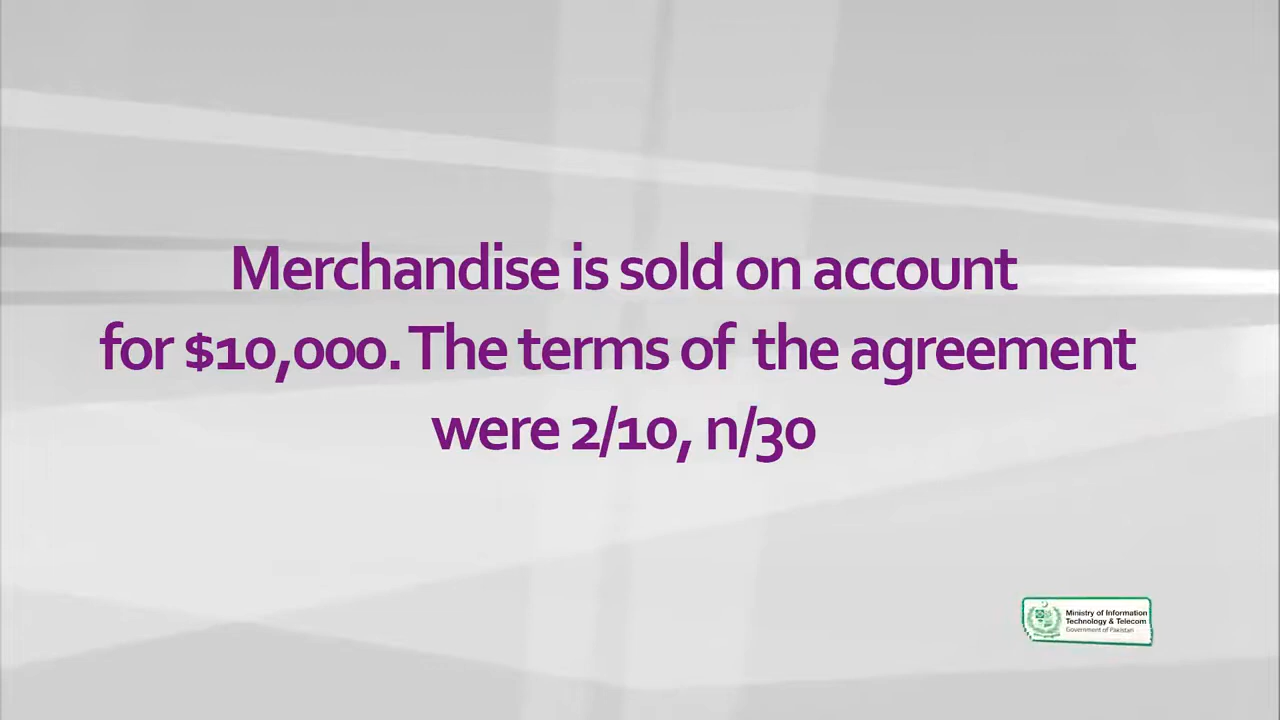 Merchandise is sold on account
for $10,000. The terms of the agreement
were 2/10, n/30
Ministry of Information
Technology & Telecom
Government of Pakistan